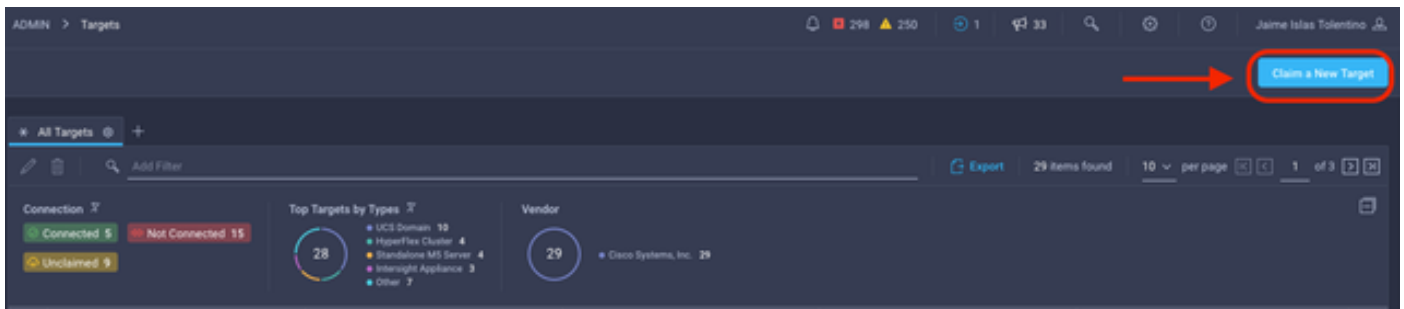 ADMIN > Targets
298 250 1 33
Jaime Islas Tolentino
Claim a New Target
All Targets +
Add Filter
Export 29 items found 10 per page 1 of 3
Connection
Connected 5 Not Connected 15
Unclaimed 9
Top Targets by Types
28
UCS Domain 10
HyperFlex Cluster 4
Standalone M5 Server 4
Intersight Appliance 3
Other 7
Vendor
29
Cisco Systems, Inc. 29